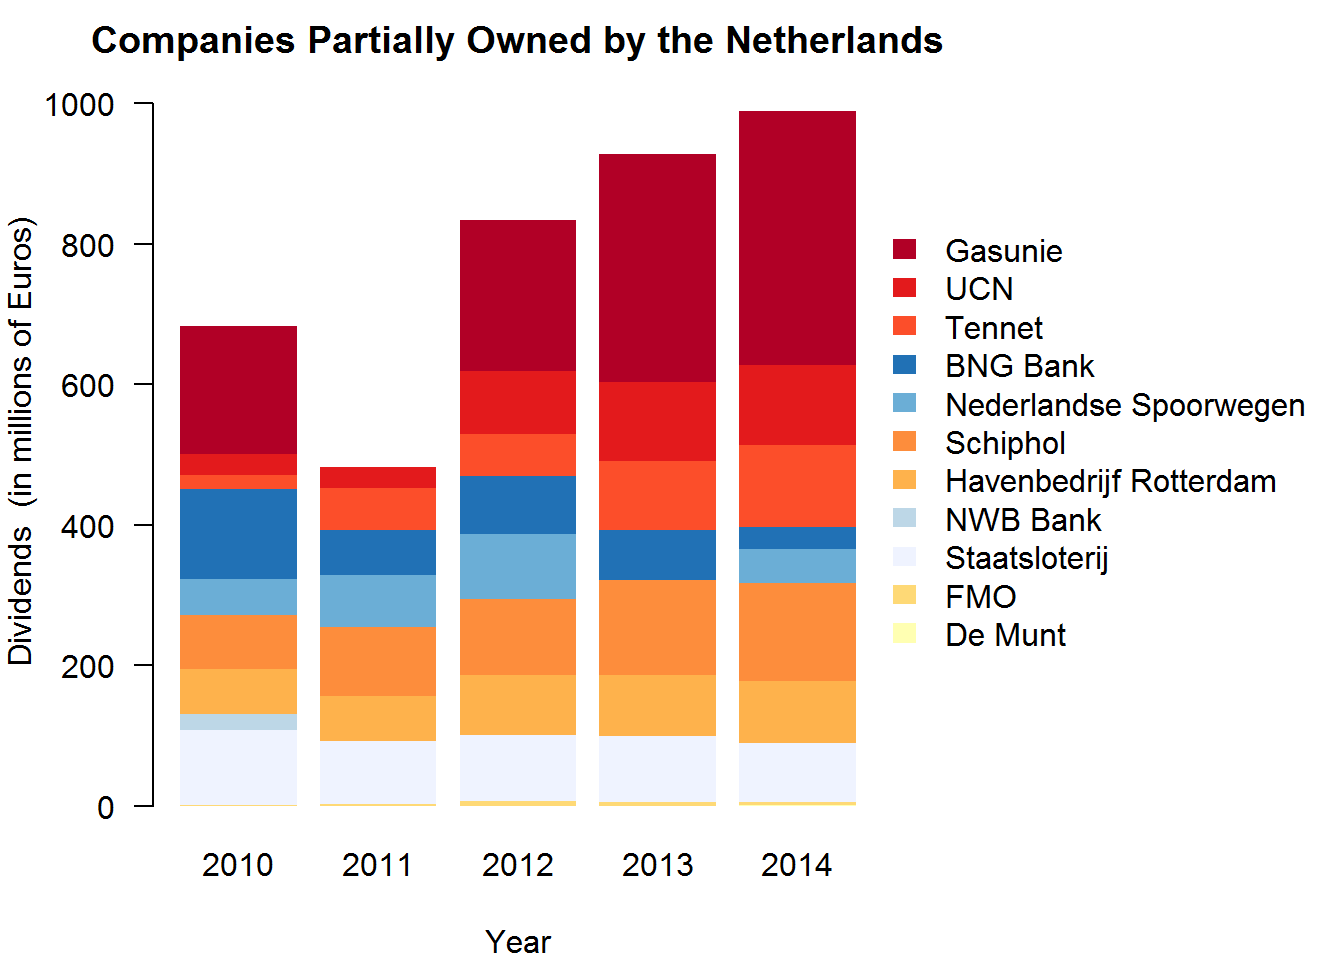 Companies Partially Owned by the Netherlands
Dividends (in millions of Euros)
1000
800
600
400
200
0
2010 2011 2012 2013 2014
Year
Gasunie
UCN
Tennet
BNG Bank
Nederlandse Spoorwegen
Schiphol
Havenbedrijf Rotterdam
NWB Bank
Staatsloterij
FMO
De Munt